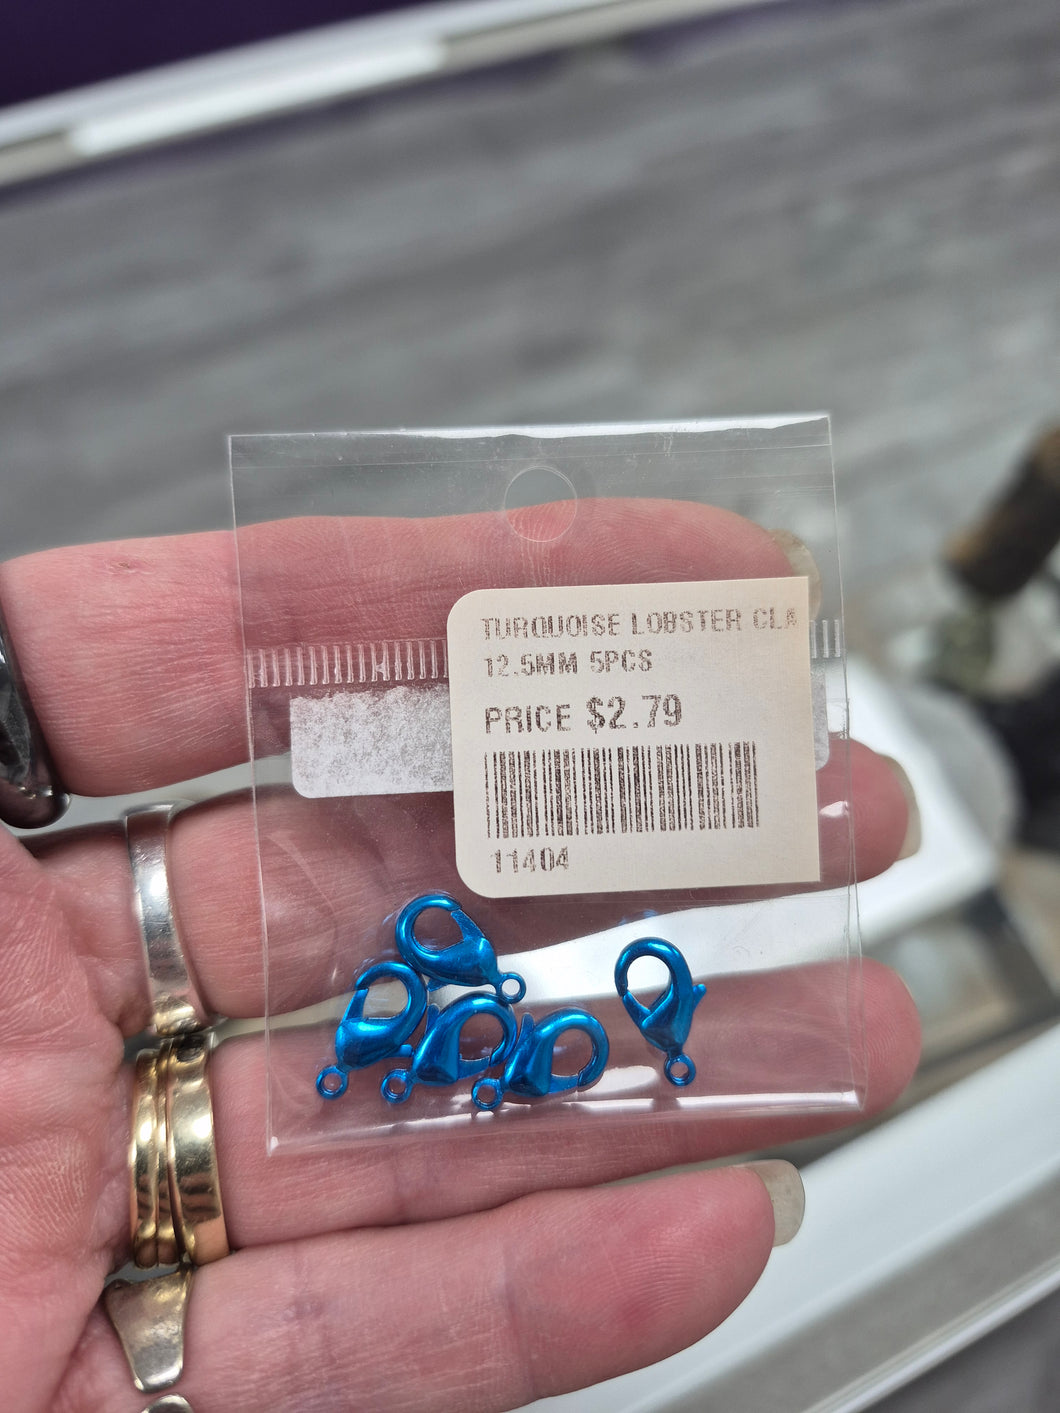 TURQUOISE LOBSTER CLA
12.5MM 5PCS
PRICE $2.79
11404